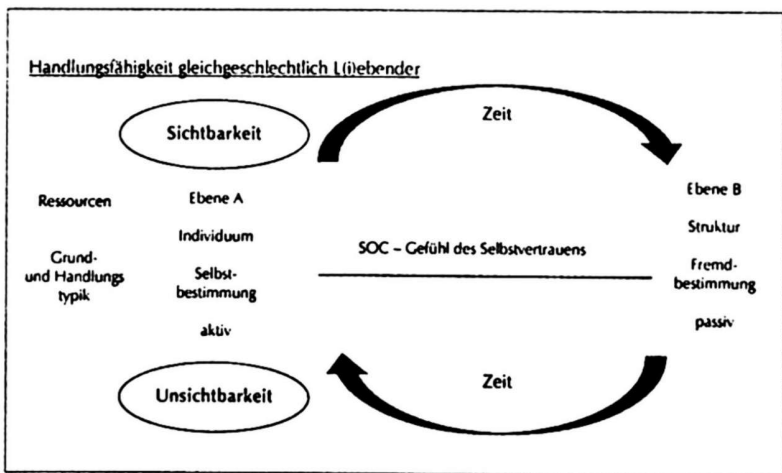 Handlungsfähigkeit gleichgeschlechtlich L(i)ebender
Sichtbarkeit
Zeit
Ressourcen
Grund-
und Handlungs
typik
Ebene A
Individuum
Selbst-
bestimmung
aktiv
SOC – Gefühl des Selbstvertrauens
Ebene B
Struktur
Fremd-
bestimmung
passiv
Unsichtbarkeit
Zeit